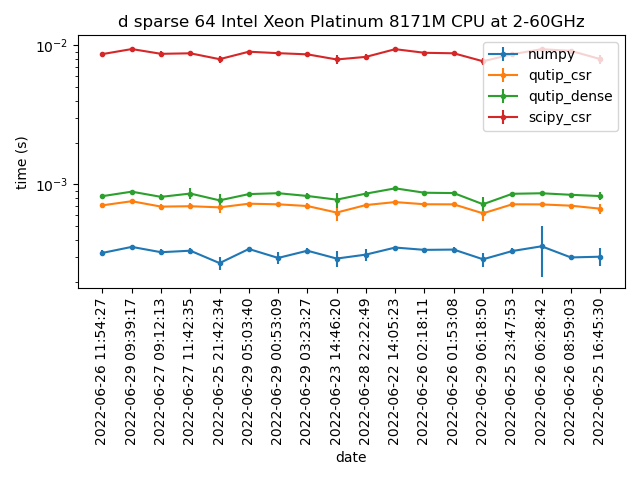 d sparse 64 Intel Xeon Platinum 8171M CPU at 2-60GHz
10⁻²
10⁻³
time (s)
numpy
qutip_csr
qutip_dense
scipy_csr
2022-06-26 11:54:27
2022-06-29 09:39:17
2022-06-27 09:12:13
2022-06-27 11:42:35
2022-06-25 21:42:34
2022-06-29 05:03:40
2022-06-29 00:53:09
2022-06-29 03:23:27
2022-06-23 14:46:20
2022-06-28 22:22:49
2022-06-22 14:05:23
2022-06-26 02:18:11
2022-06-26 01:53:08
2022-06-29 06:18:50
2022-06-25 23:47:53
2022-06-26 06:28:42
2022-06-26 08:59:03
2022-06-25 16:45:30
date